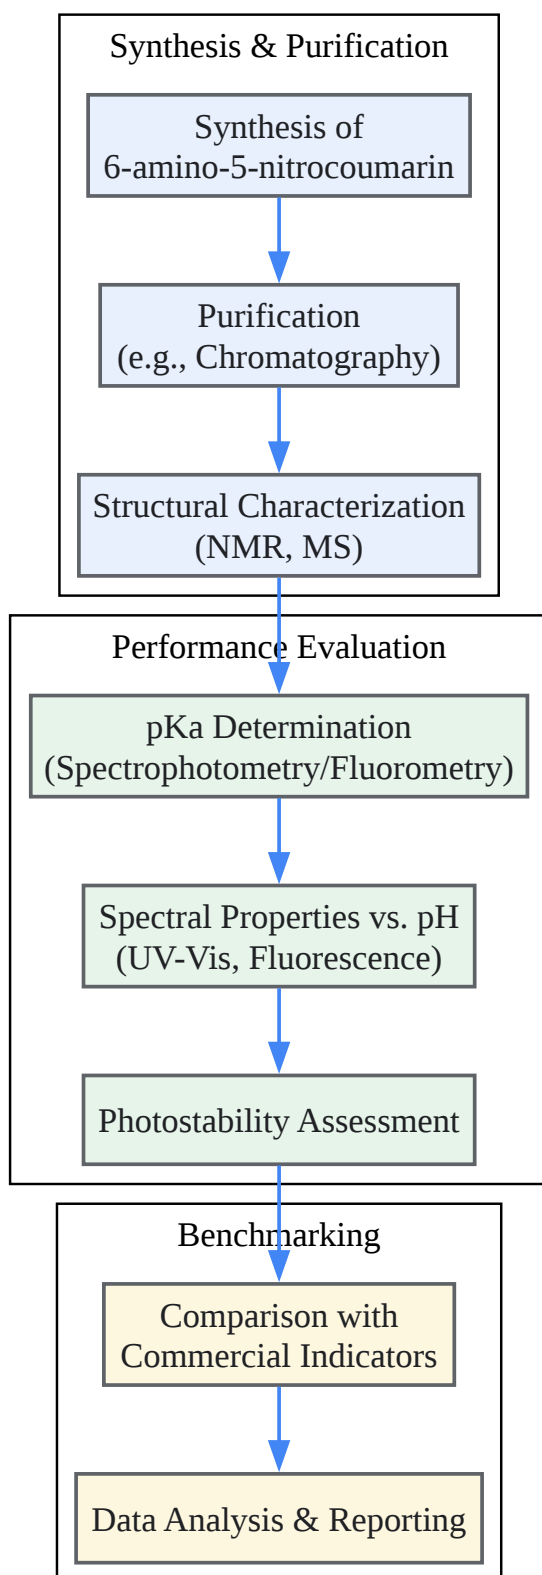 Synthesis & Purification
Synthesis of
6-amino-5-nitrocoumarin
Purification
(e.g., Chromatography)
Structural Characterization
(NMR, MS)
Performance Evaluation
pKa Determination
(Spectrophotometry/Fluorometry)
Spectral Properties vs. pH
(UV-Vis, Fluorescence)
Photostability Assessment
Benchmarking
Comparison with
Commercial Indicators
Data Analysis & Reporting